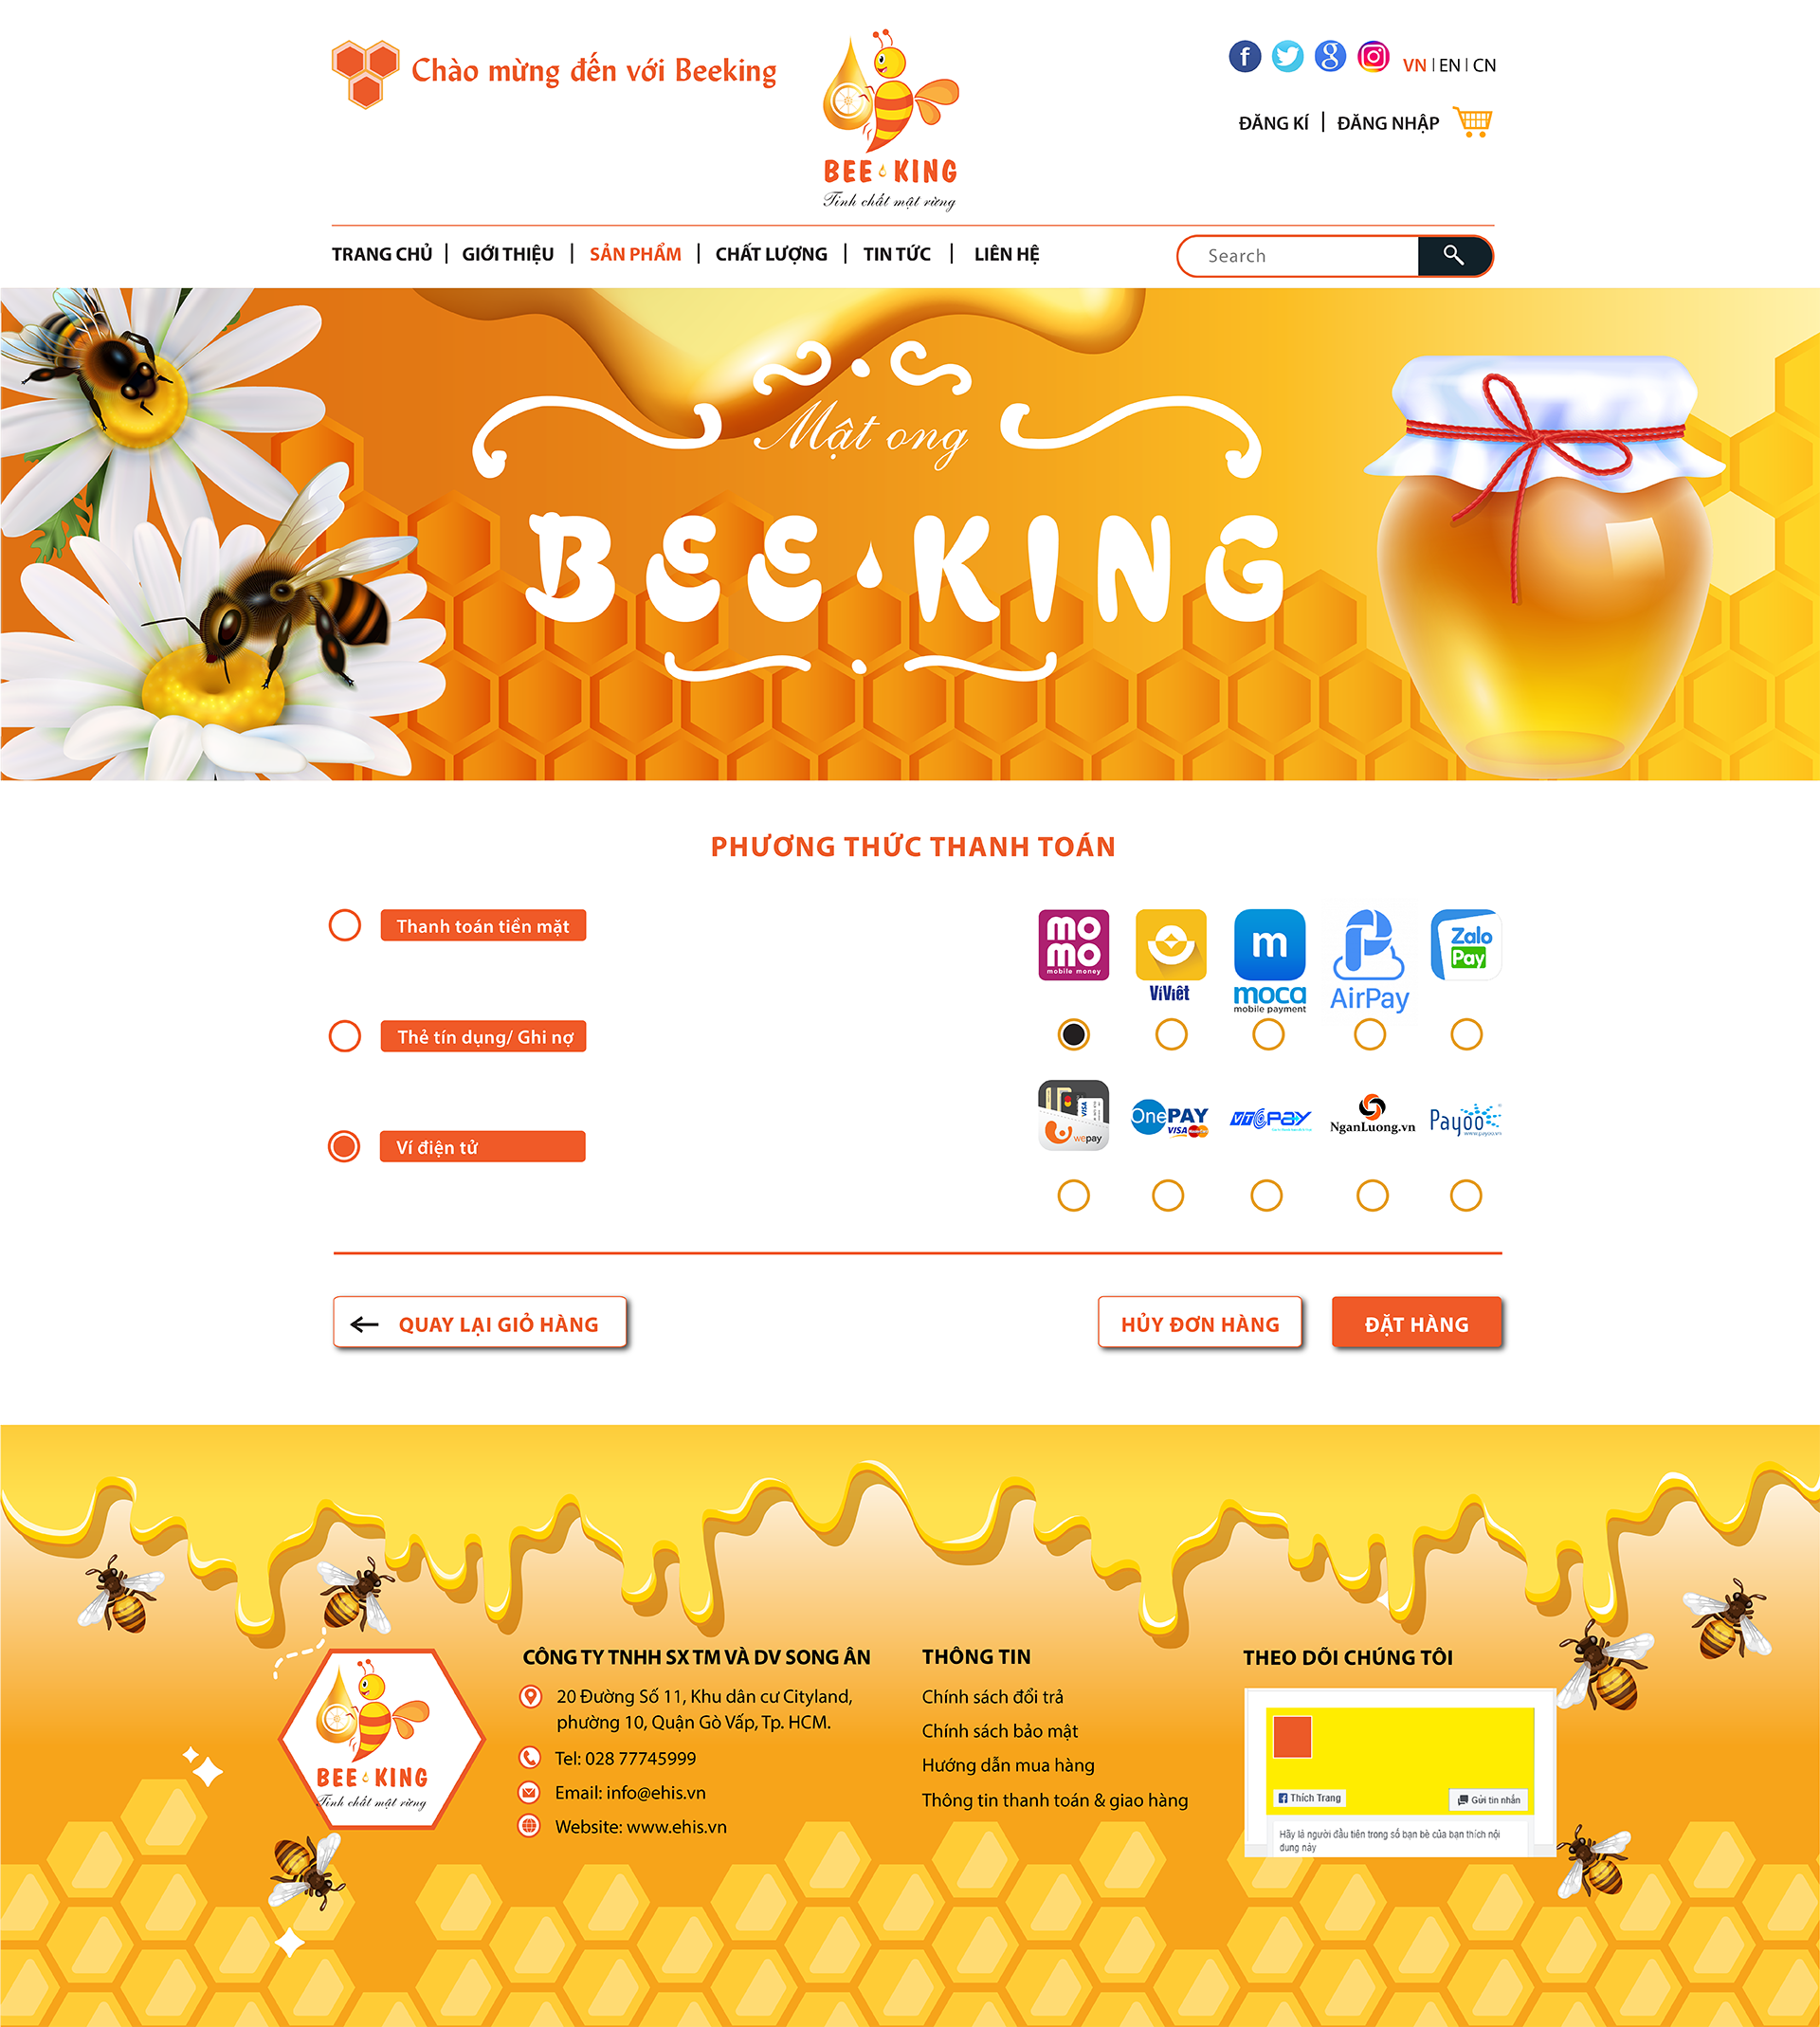 Chào mừng đến với Beeking
BEE KING
Tinh chất mật rừng
VN | EN | CN
ĐĂNG KÍ | ĐĂNG NHẬP
TRANG CHỦ | GIỚI THIỆU | SẢN PHẨM | CHẤT LƯỢNG | TIN TỨC | LIÊN HỆ
Search
Mật ong
BEE KING
PHƯƠNG THỨC THANH TOÁN
Thanh toán tiền mặt
Thẻ tín dụng/ Ghi nợ
Ví điện tử
mo
mo
mobile money
ViViêt
m
moca
mobile payment
AirPay
Zalo
Pay
VISA
wepay
OnePAY
VISA
VTCPay
NganLuong.vn
Payoo
www.payoo.vn
QUAY LẠI GIỎ HÀNG
HỦY ĐƠN HÀNG
ĐẶT HÀNG
BEE KING
Tinh chất mật rừng
CÔNG TY TNHH SX TM VÀ DV SONG ÂN
20 Đường Số 11, Khu dân cư Cityland,
phường 10, Quận Gò Vấp, Tp. HCM.
Tel: 028 77745999
Email: info@ehis.vn
Website: www.ehis.vn
THÔNG TIN
Chính sách đổi trả
Chính sách bảo mật
Hướng dẫn mua hàng
Thông tin thanh toán & giao hàng
THEO DÕI CHÚNG TÔI
Thích Trang
Gửi tin nhắn
Hãy là người đầu tiên trong số bạn bè của bạn thích nội
dung này